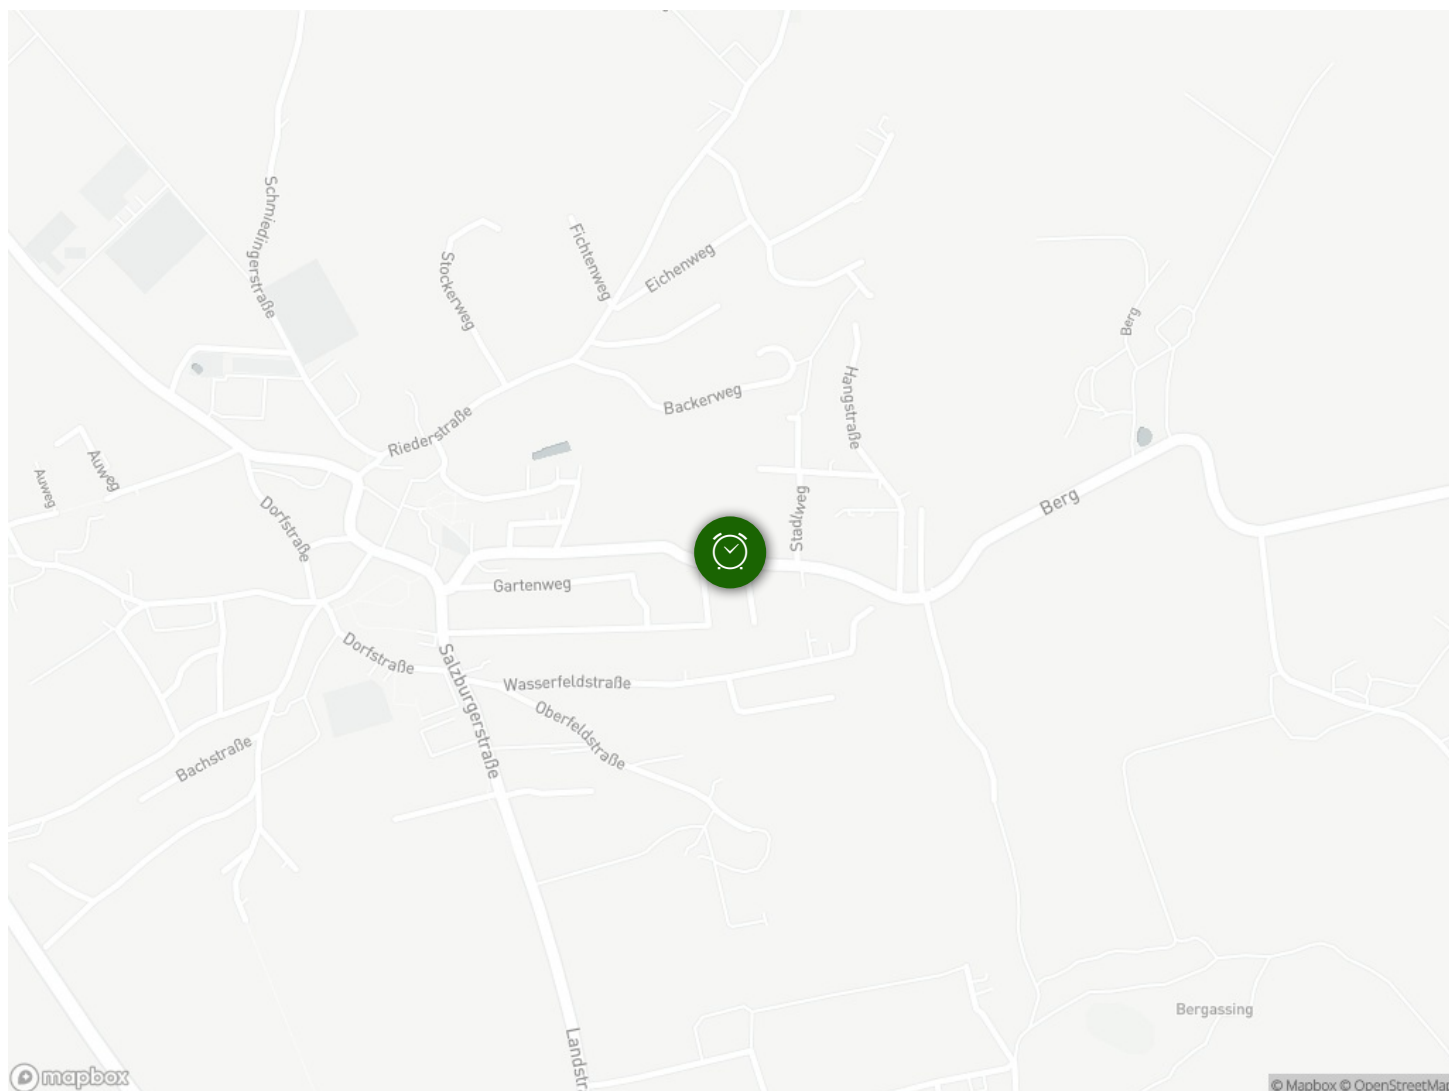 Schmiedingerstraße
Stockerweg
Fichtenweg
Eichenweg
Berg
Backerweg
Hangstraße
Riederstraße
Auweg
Auweg
Dorfstraße
Stadlweg
Berg
Gartenweg
Dorfstraße
Salzburgerstraße
Wasserfeldstraße
Oberfeldstraße
Bachstraße
Bergassing
Landstr
mapbox
© Mapbox © OpenStreetMap